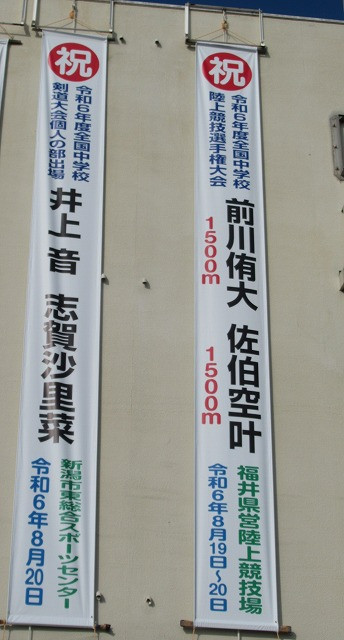 祝
令和6年度全国中学校
陸上競技選手権大会
前川侑大 佐伯空叶
1500m 1500m
福井県営陸上競技場
令和6年8月19日~20日
祝
令和6年度全国中学校
剣道大会個人の部出場
井上音 志賀沙里菜
新潟市東総合スポーツセンター
令和6年8月20日